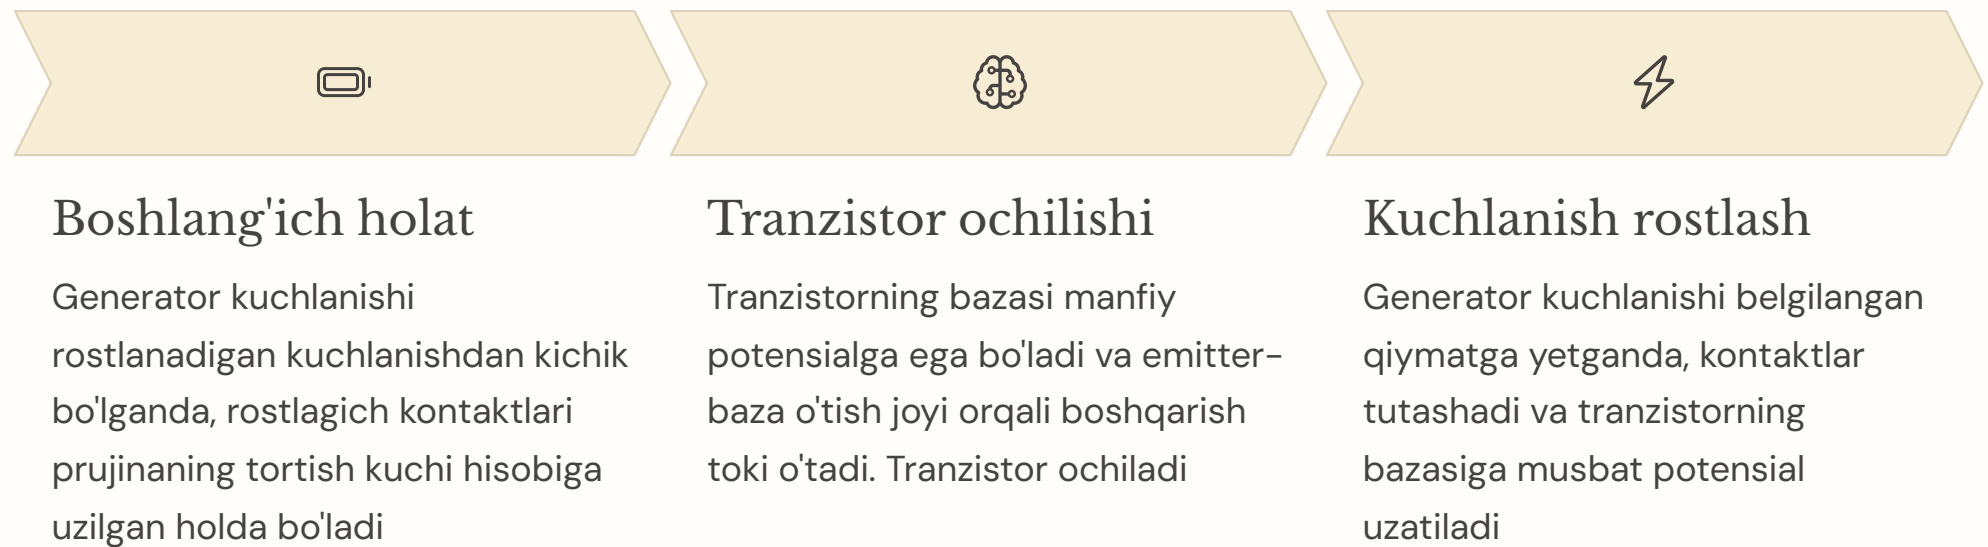 Boshlang'ich holat
Generator kuchlanishi
rostlanadigan kuchlanishdan kichik
bo'lganda, rostlagich kontaktlari
prujinaning tortish kuchi hisobiga
uzilgan holda bo'ladi
Tranzistor ochilishi
Tranzistorning bazasi manfiy
potensialga ega bo'ladi va emitter-
baza o'tish joyi orqali boshqarish
toki o'tadi. Tranzistor ochiladi
Kuchlanish rostlash
Generator kuchlanishi belgilangan
qiymatga yetganda, kontaktlar
tutashadi va tranzistorning
bazasiga musbat potensial
uzatiladi